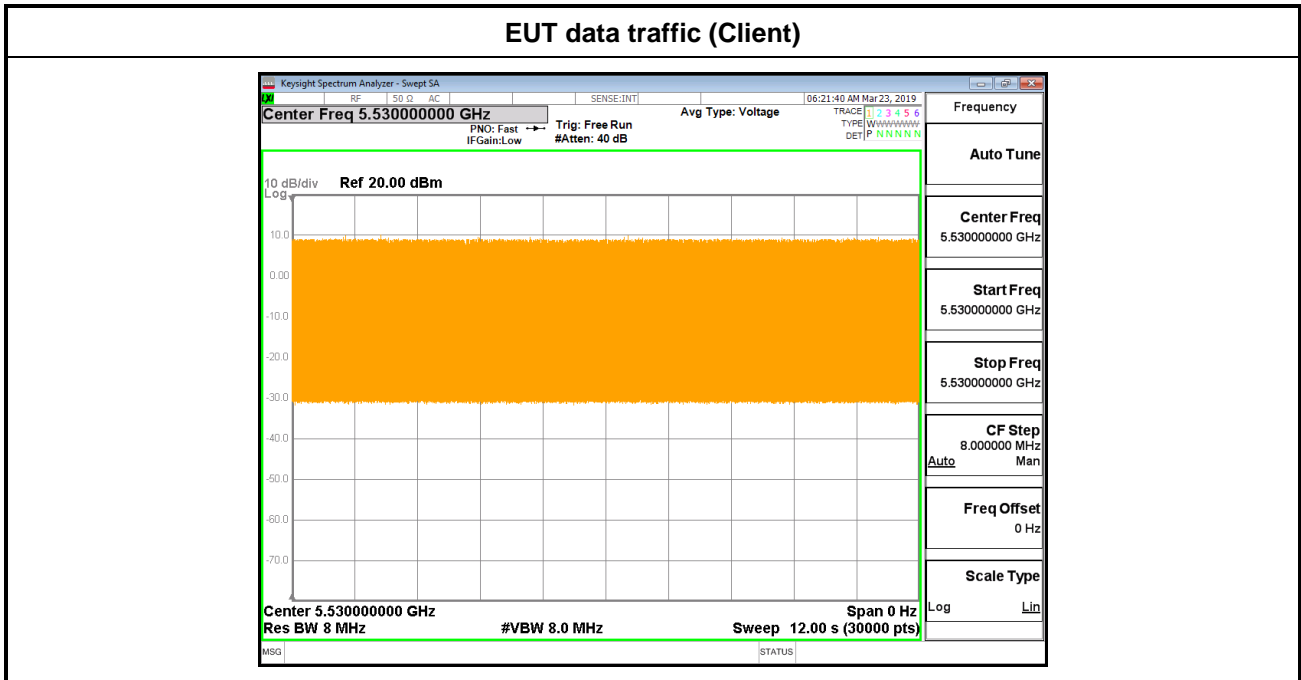 EUT data traffic (Client)
Keysight Spectrum Analyzer - Swept SA
LXI RF 50 Ω AC SENSE:INT 06:21:40 AM Mar 23, 2019
Center Freq 5.530000000 GHz
PNO: Fast
IFGain:Low
Trig: Free Run
#Atten: 40 dB
Avg Type: Voltage
TRACE 1 2 3 4 5 6
TYPE WWWWWW
DET P N N N N N
10 dB/div
Log
Ref 20.00 dBm
10.0
0.00
-10.0
-20.0
-30.0
-40.0
-50.0
-60.0
-70.0
Center 5.530000000 GHz
Span 0 Hz
Res BW 8 MHz
#VBW 8.0 MHz
Sweep 12.00 s (30000 pts)
MSG
STATUS
Frequency
Auto Tune
Center Freq
5.530000000 GHz
Start Freq
5.530000000 GHz
Stop Freq
5.530000000 GHz
CF Step
8.000000 MHz
Auto Man
Freq Offset
0 Hz
Scale Type
Log Lin